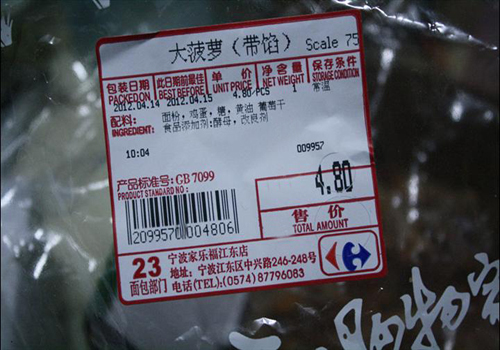 大菠萝（带馅） Scale 75
包装日期 此日期前最佳 单 价 净含量 保存条件
PACKEDON BEST BEFORE UNIT PRICE NET WEIGHT STORAGE CONDITION
2012.04.14 2012.04.15 4.80/PCS 1 常温
配料: 面粉,鸡蛋,糖,黄油 葡萄干
INGREDIENT: 食品添加剂:酵母,改良剂
10:04 009957
产品标准号: GB 7099
PRODUCT STANDARD NO:
4.80
售 价
TOTAL AMOUNT
2099570004806
23 宁波家乐福江东店
地址: 宁波江东区中兴路246-248号
面包部门 电话(TEL):(0574)87796083
购物